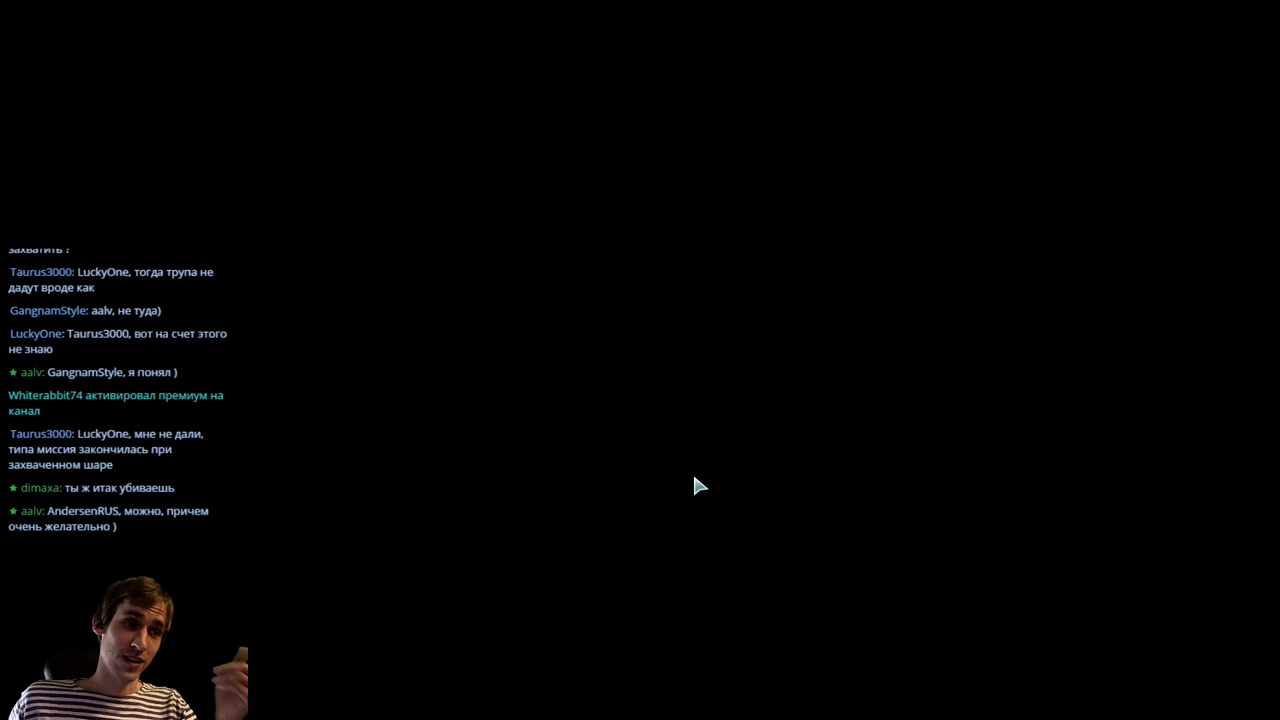 захватить ?
Taurus3000: LuckyOne, тогда трупа не
дадут вроде как
GangnamStyle: aalv, не туда)
LuckyOne: Taurus3000, вот на счет этого
не знаю
aalv: GangnamStyle, я понял )
Whiterabbit74 активировал премиум на
канал
Taurus3000: LuckyOne, мне не дали,
типа миссия закончилась при
захваченном шаре
dimaxa: ты ж итак убиваешь
aalv: AndersenRUS, можно, причем
очень желательно )